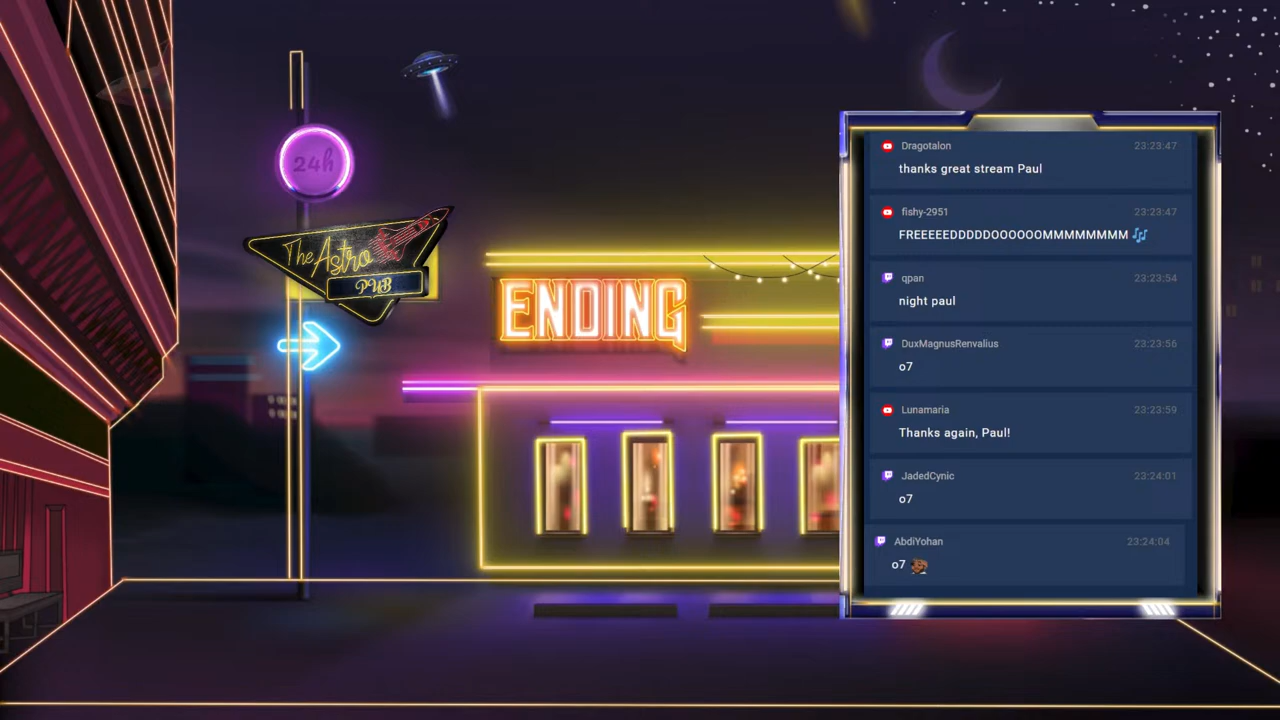 24h
The Astro
PUB
ENDING
Dragotalon 23:23:47
thanks great stream Paul
fishy-2951 23:23:47
FREEEEDDDDDOOOOOOMMMMMMMM 🎶
qpan 23:23:54
night paul
DuxMagnusRenvalius 23:23:56
o7
Lunamaria 23:23:59
Thanks again, Paul!
JadedCynic 23:24:01
o7
AbdiYohan 23:24:04
o7